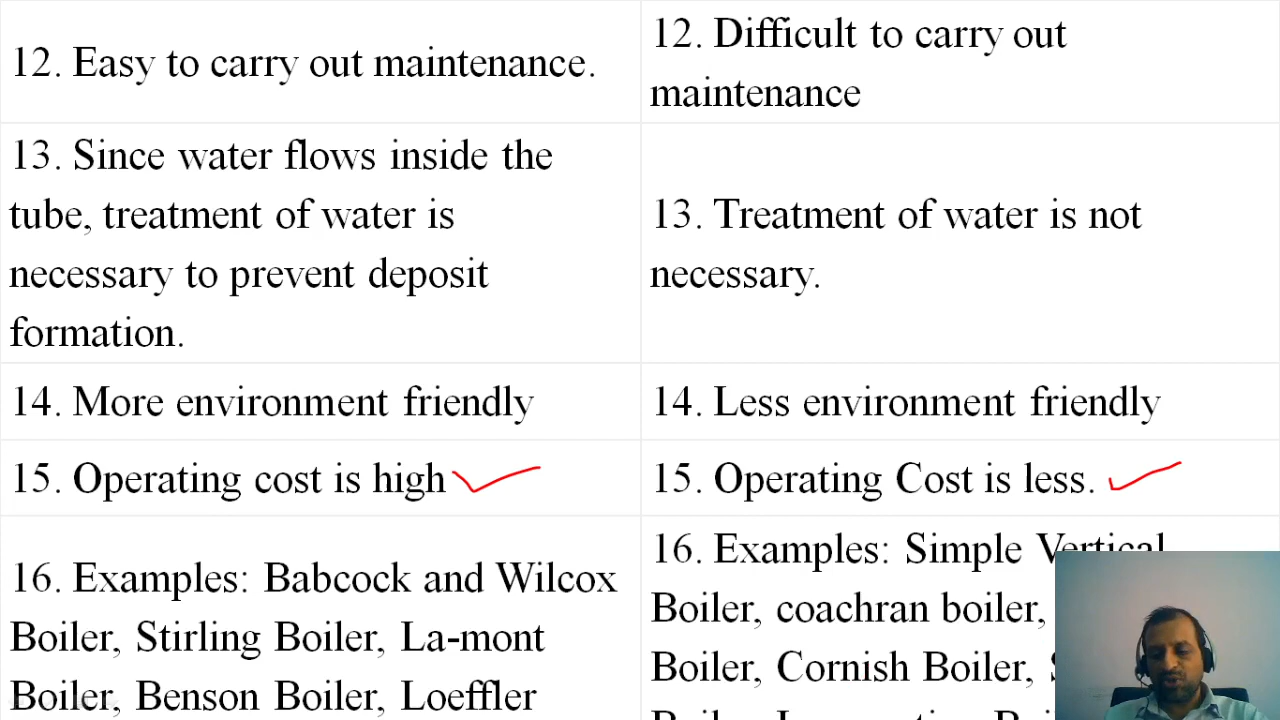 12. Easy to carry out maintenance.
12. Difficult to carry out
maintenance
13. Since water flows inside the
tube, treatment of water is
necessary to prevent deposit
formation.
13. Treatment of water is not
necessary.
14. More environment friendly
14. Less environment friendly
15. Operating cost is high
15. Operating Cost is less.
16. Examples: Babcock and Wilcox
Boiler, Stirling Boiler, La-mont
Boiler, Benson Boiler, Loeffler
16. Examples: Simple Vertical
Boiler, coachran boiler,
Boiler, Cornish Boiler,